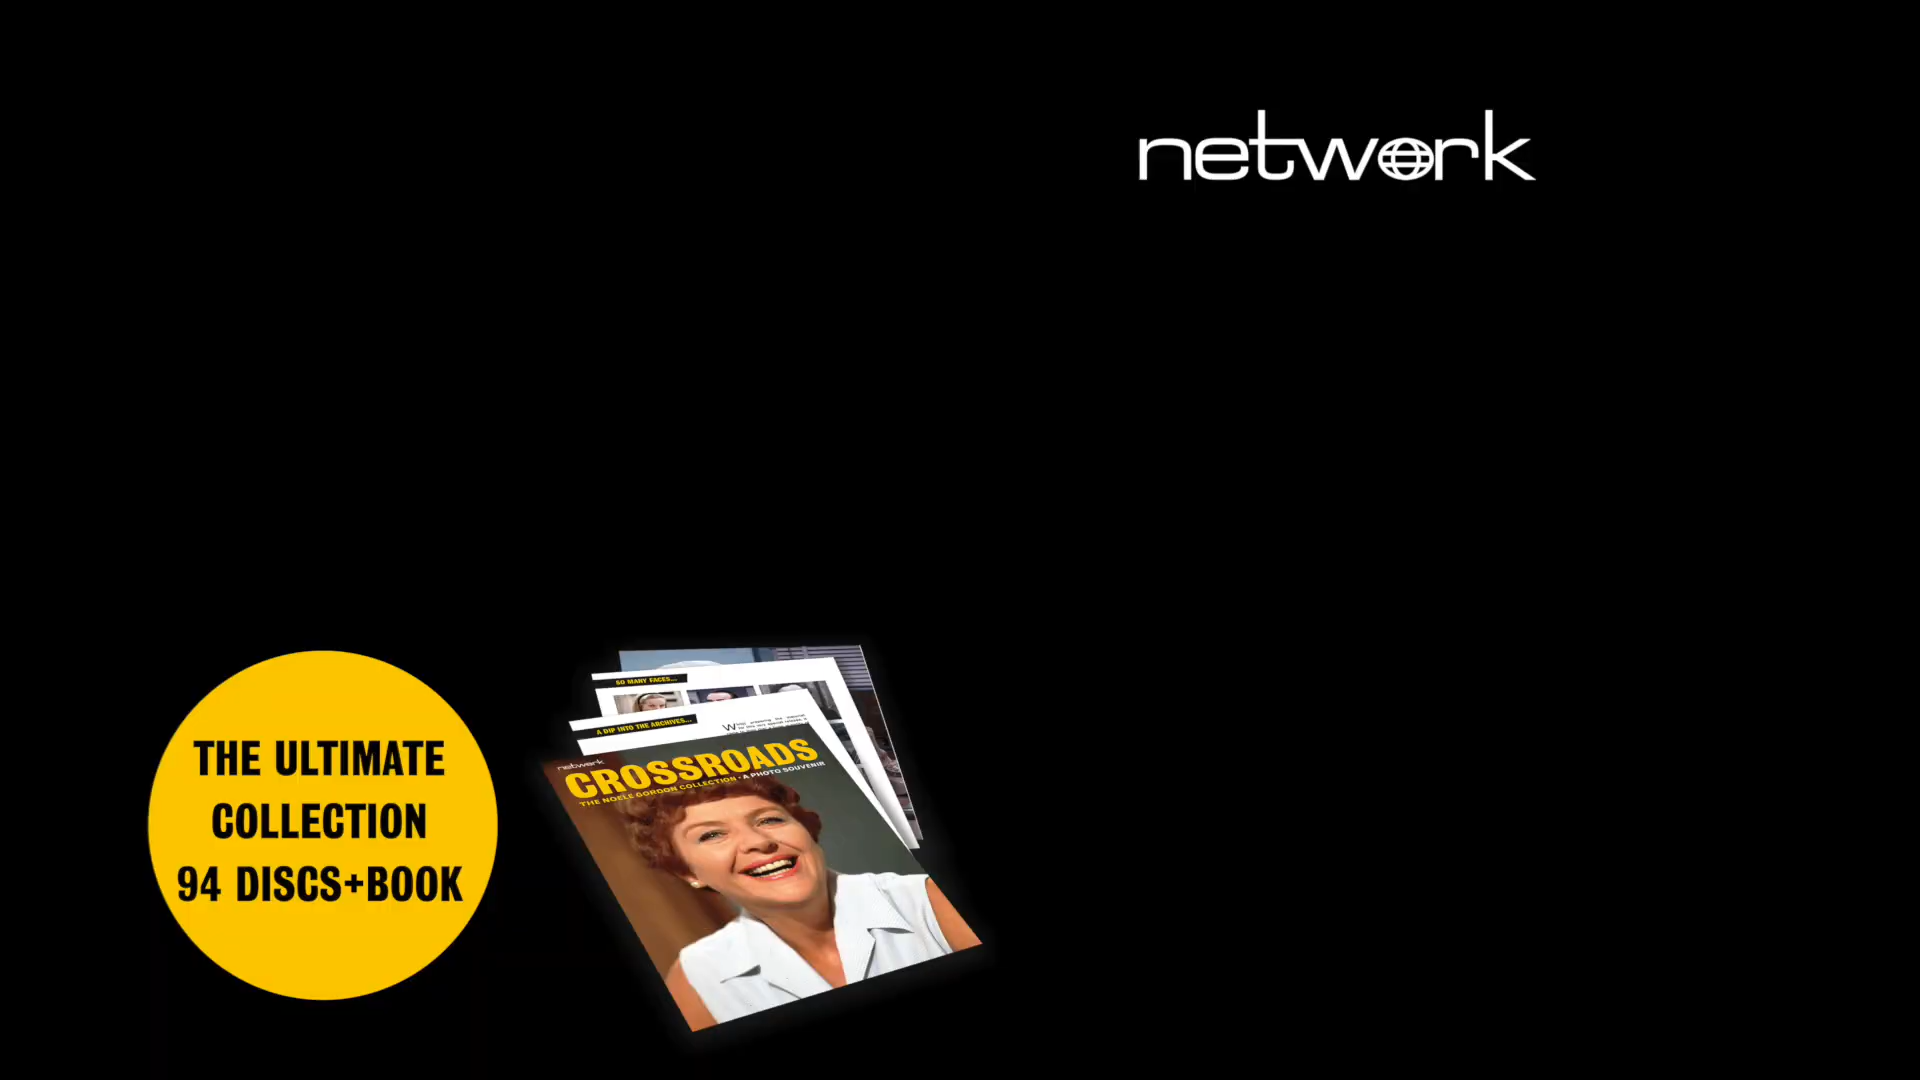 network
THE ULTIMATE
COLLECTION
94 DISCS+BOOK
SO MANY FACES...
A DIP INTO THE ARCHIVES...
network
CROSSROADS
THE NOELE GORDON COLLECTION • A PHOTO SOUVENIR